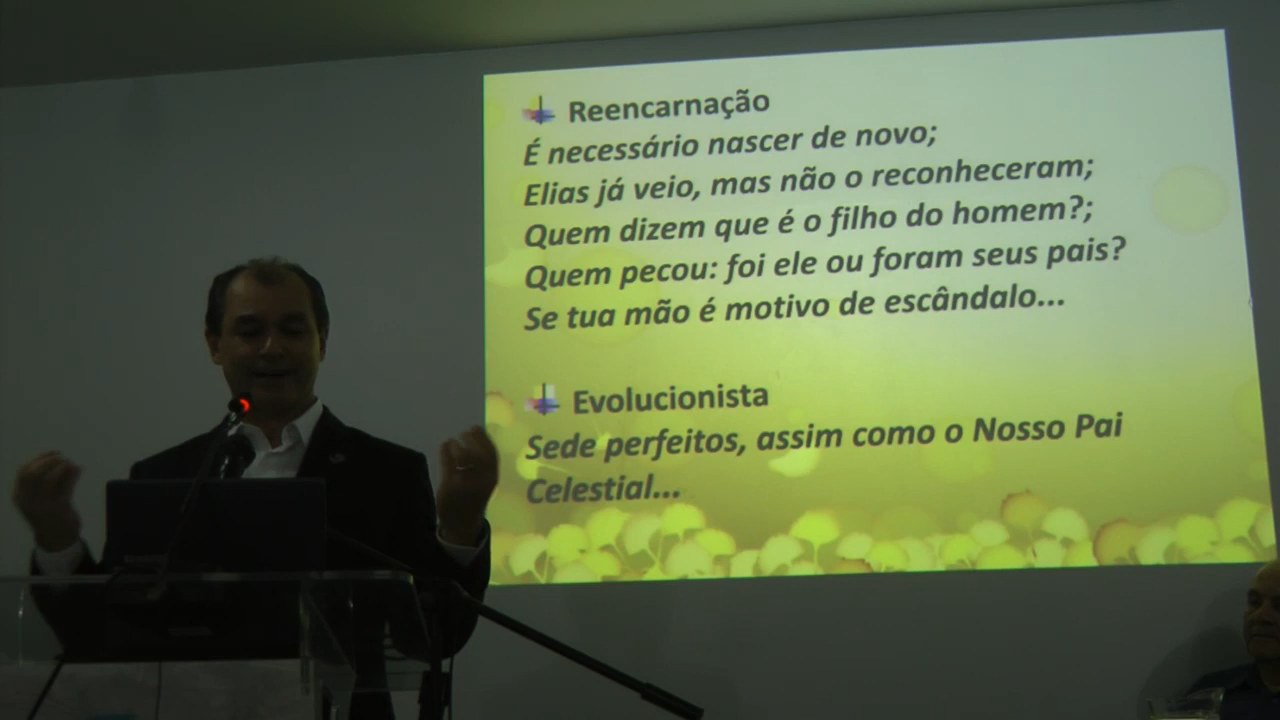 Reencarnação
É necessário nascer de novo;
Elias já veio, mas não o reconheceram;
Quem dizem que é o filho do homem?;
Quem pecou: foi ele ou foram seus pais?
Se tua mão é motivo de escândalo...
Evolucionista
Sede perfeitos, assim como o Nosso Pai
Celestial...